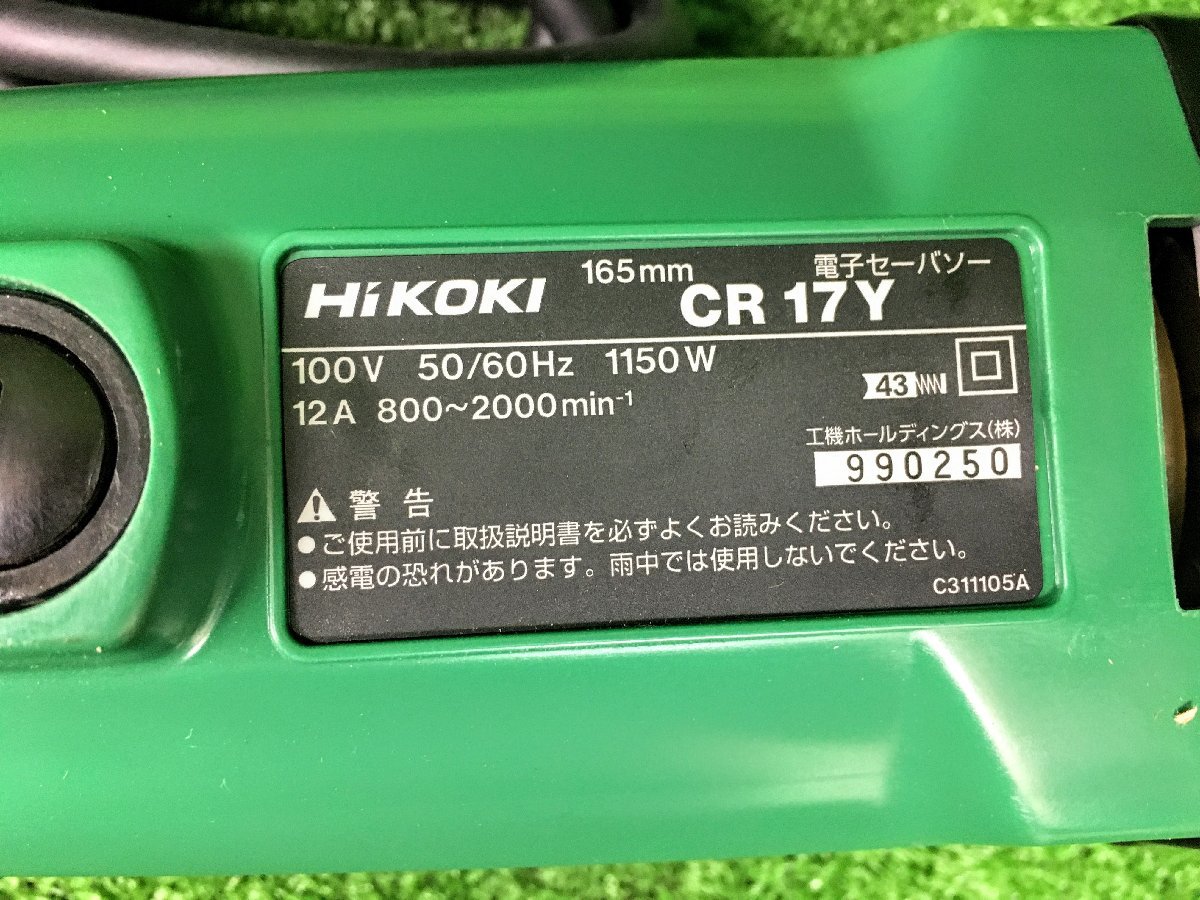 HiKOKI 165mm 電子セーバソー
CR 17Y
100V 50/60Hz 1150W
12A 800～2000min⁻¹
43
工機ホールディングス(株)
990250
警告
●ご使用前に取扱説明書を必ずよくお読みください。
●感電の恐れがあります。雨中では使用しないでください。
C311105A